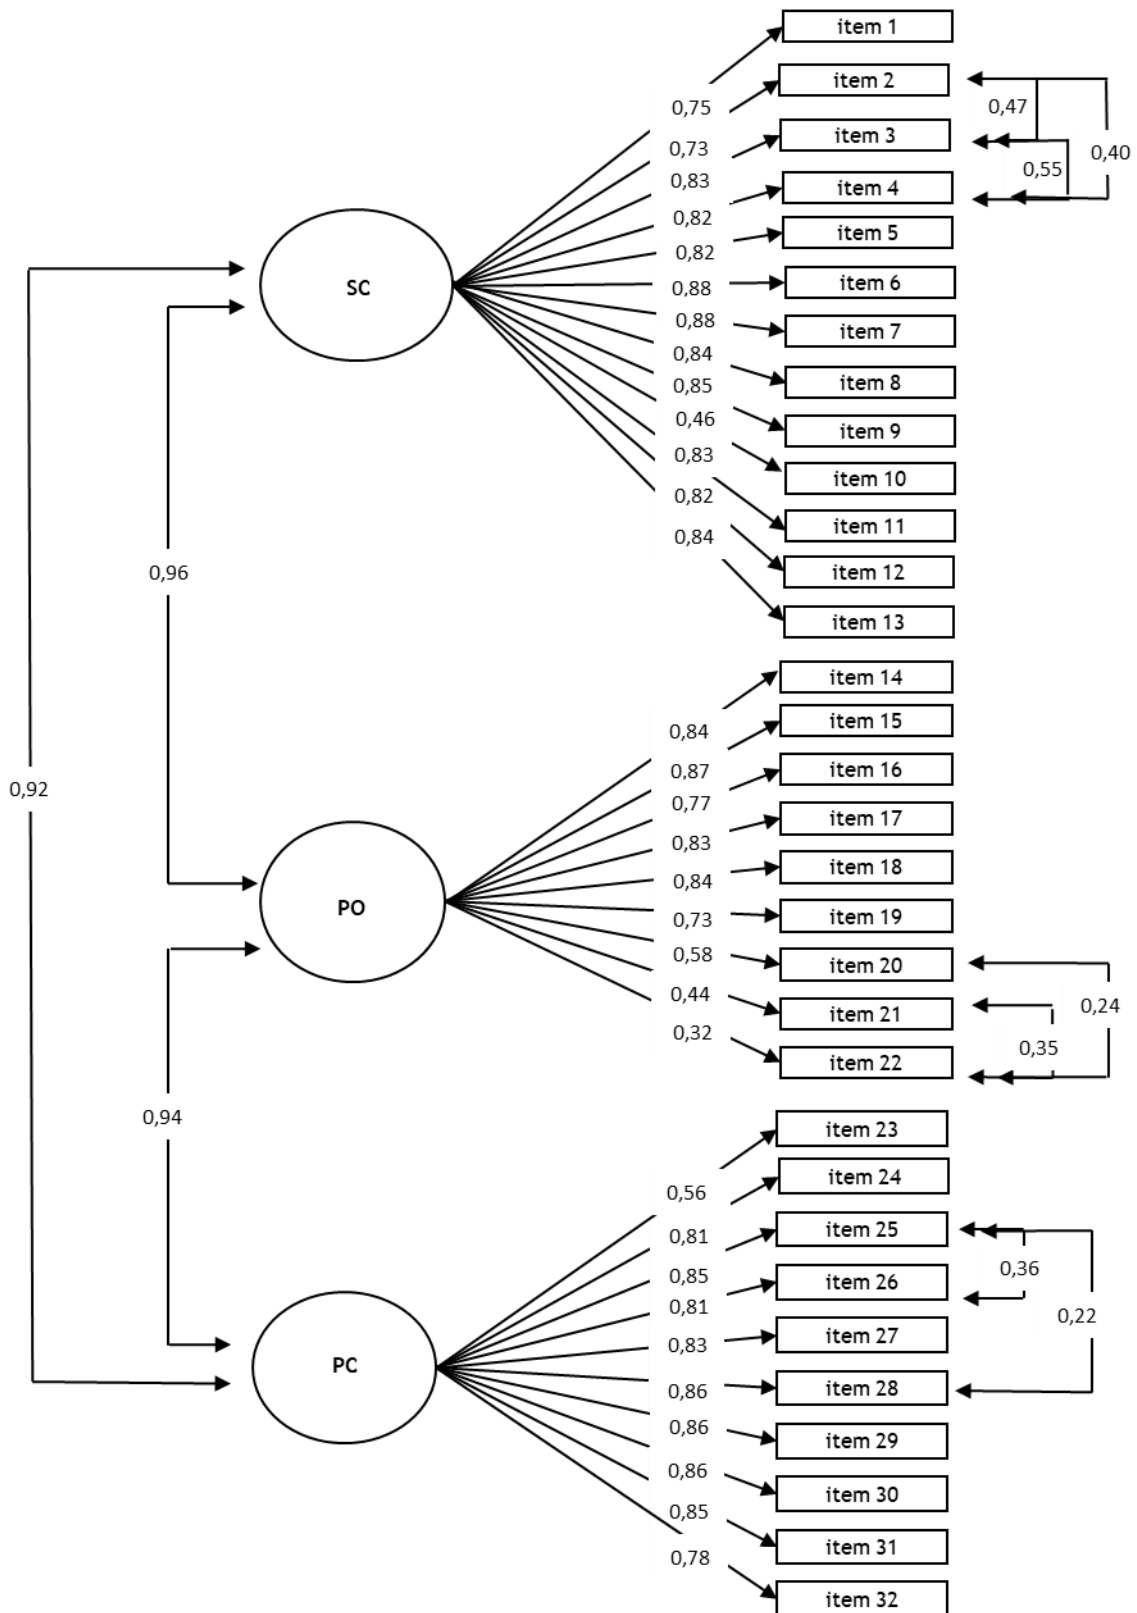 item 1
item 2
item 3
item 4
item 5
item 6
item 7
item 8
item 9
item 10
item 11
item 12
item 13
0,75
0,73
0,83
0,82
0,82
0,88
0,88
0,84
0,85
0,46
0,83
0,82
0,84
0,47
0,55
0,40
SC
0,96
0,92
item 14
item 15
item 16
item 17
item 18
item 19
item 20
item 21
item 22
0,84
0,87
0,77
0,83
0,84
0,73
0,58
0,44
0,32
0,24
0,35
PO
0,94
item 23
item 24
item 25
item 26
item 27
item 28
item 29
item 30
item 31
item 32
0,56
0,81
0,85
0,81
0,83
0,86
0,86
0,86
0,85
0,78
0,36
0,22
PC